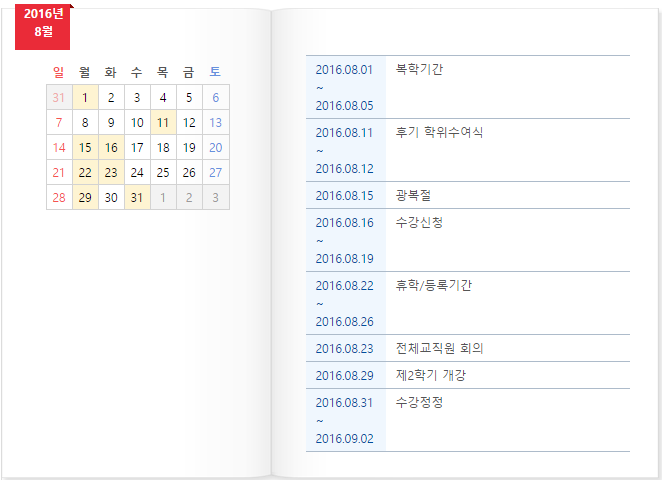 2016년
8월
일 월 화 수 목 금 토
31 1 2 3 4 5 6
7 8 9 10 11 12 13
14 15 16 17 18 19 20
21 22 23 24 25 26 27
28 29 30 31 1 2 3
2016.08.01 복학기간
~
2016.08.05
2016.08.11 후기 학위수여식
~
2016.08.12
2016.08.15 광복절
2016.08.16 수강신청
~
2016.08.19
2016.08.22 휴학/등록기간
~
2016.08.26
2016.08.23 전체교직원 회의
2016.08.29 제2학기 개강
2016.08.31 수강정정
~
2016.09.02